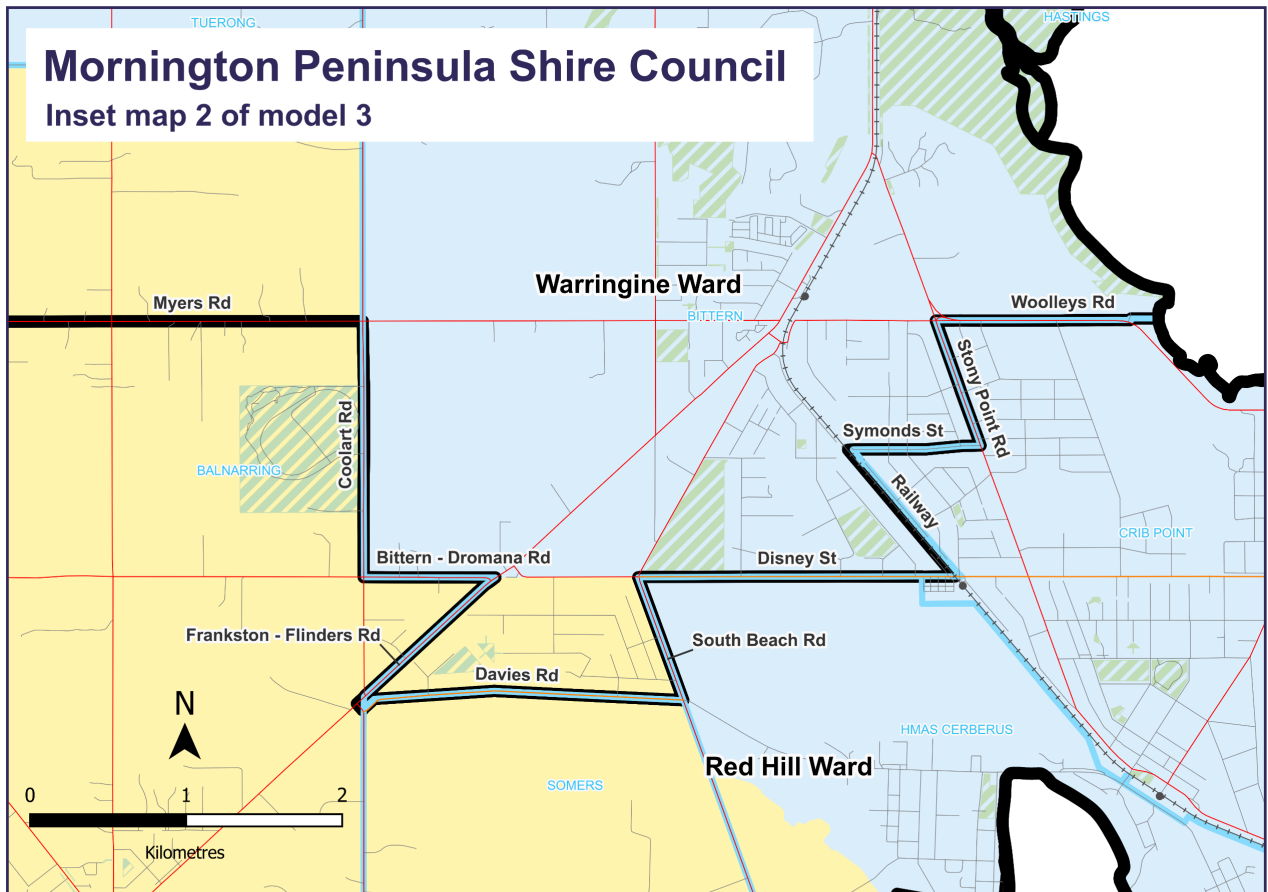 TUERONG
HASTINGS
Mornington Peninsula Shire Council
Inset map 2 of model 3
Warringine Ward
Myers Rd
Woolleys Rd
BITTERN
Stony Point Rd
Coolart Rd
Symonds St
BALNARRING
Railway
CRIB POINT
Bittern - Dromana Rd
Disney St
Frankston - Flinders Rd
South Beach Rd
Davies Rd
N
HMAS CERBERUS
Red Hill Ward
SOMERS
0 1 2
Kilometres